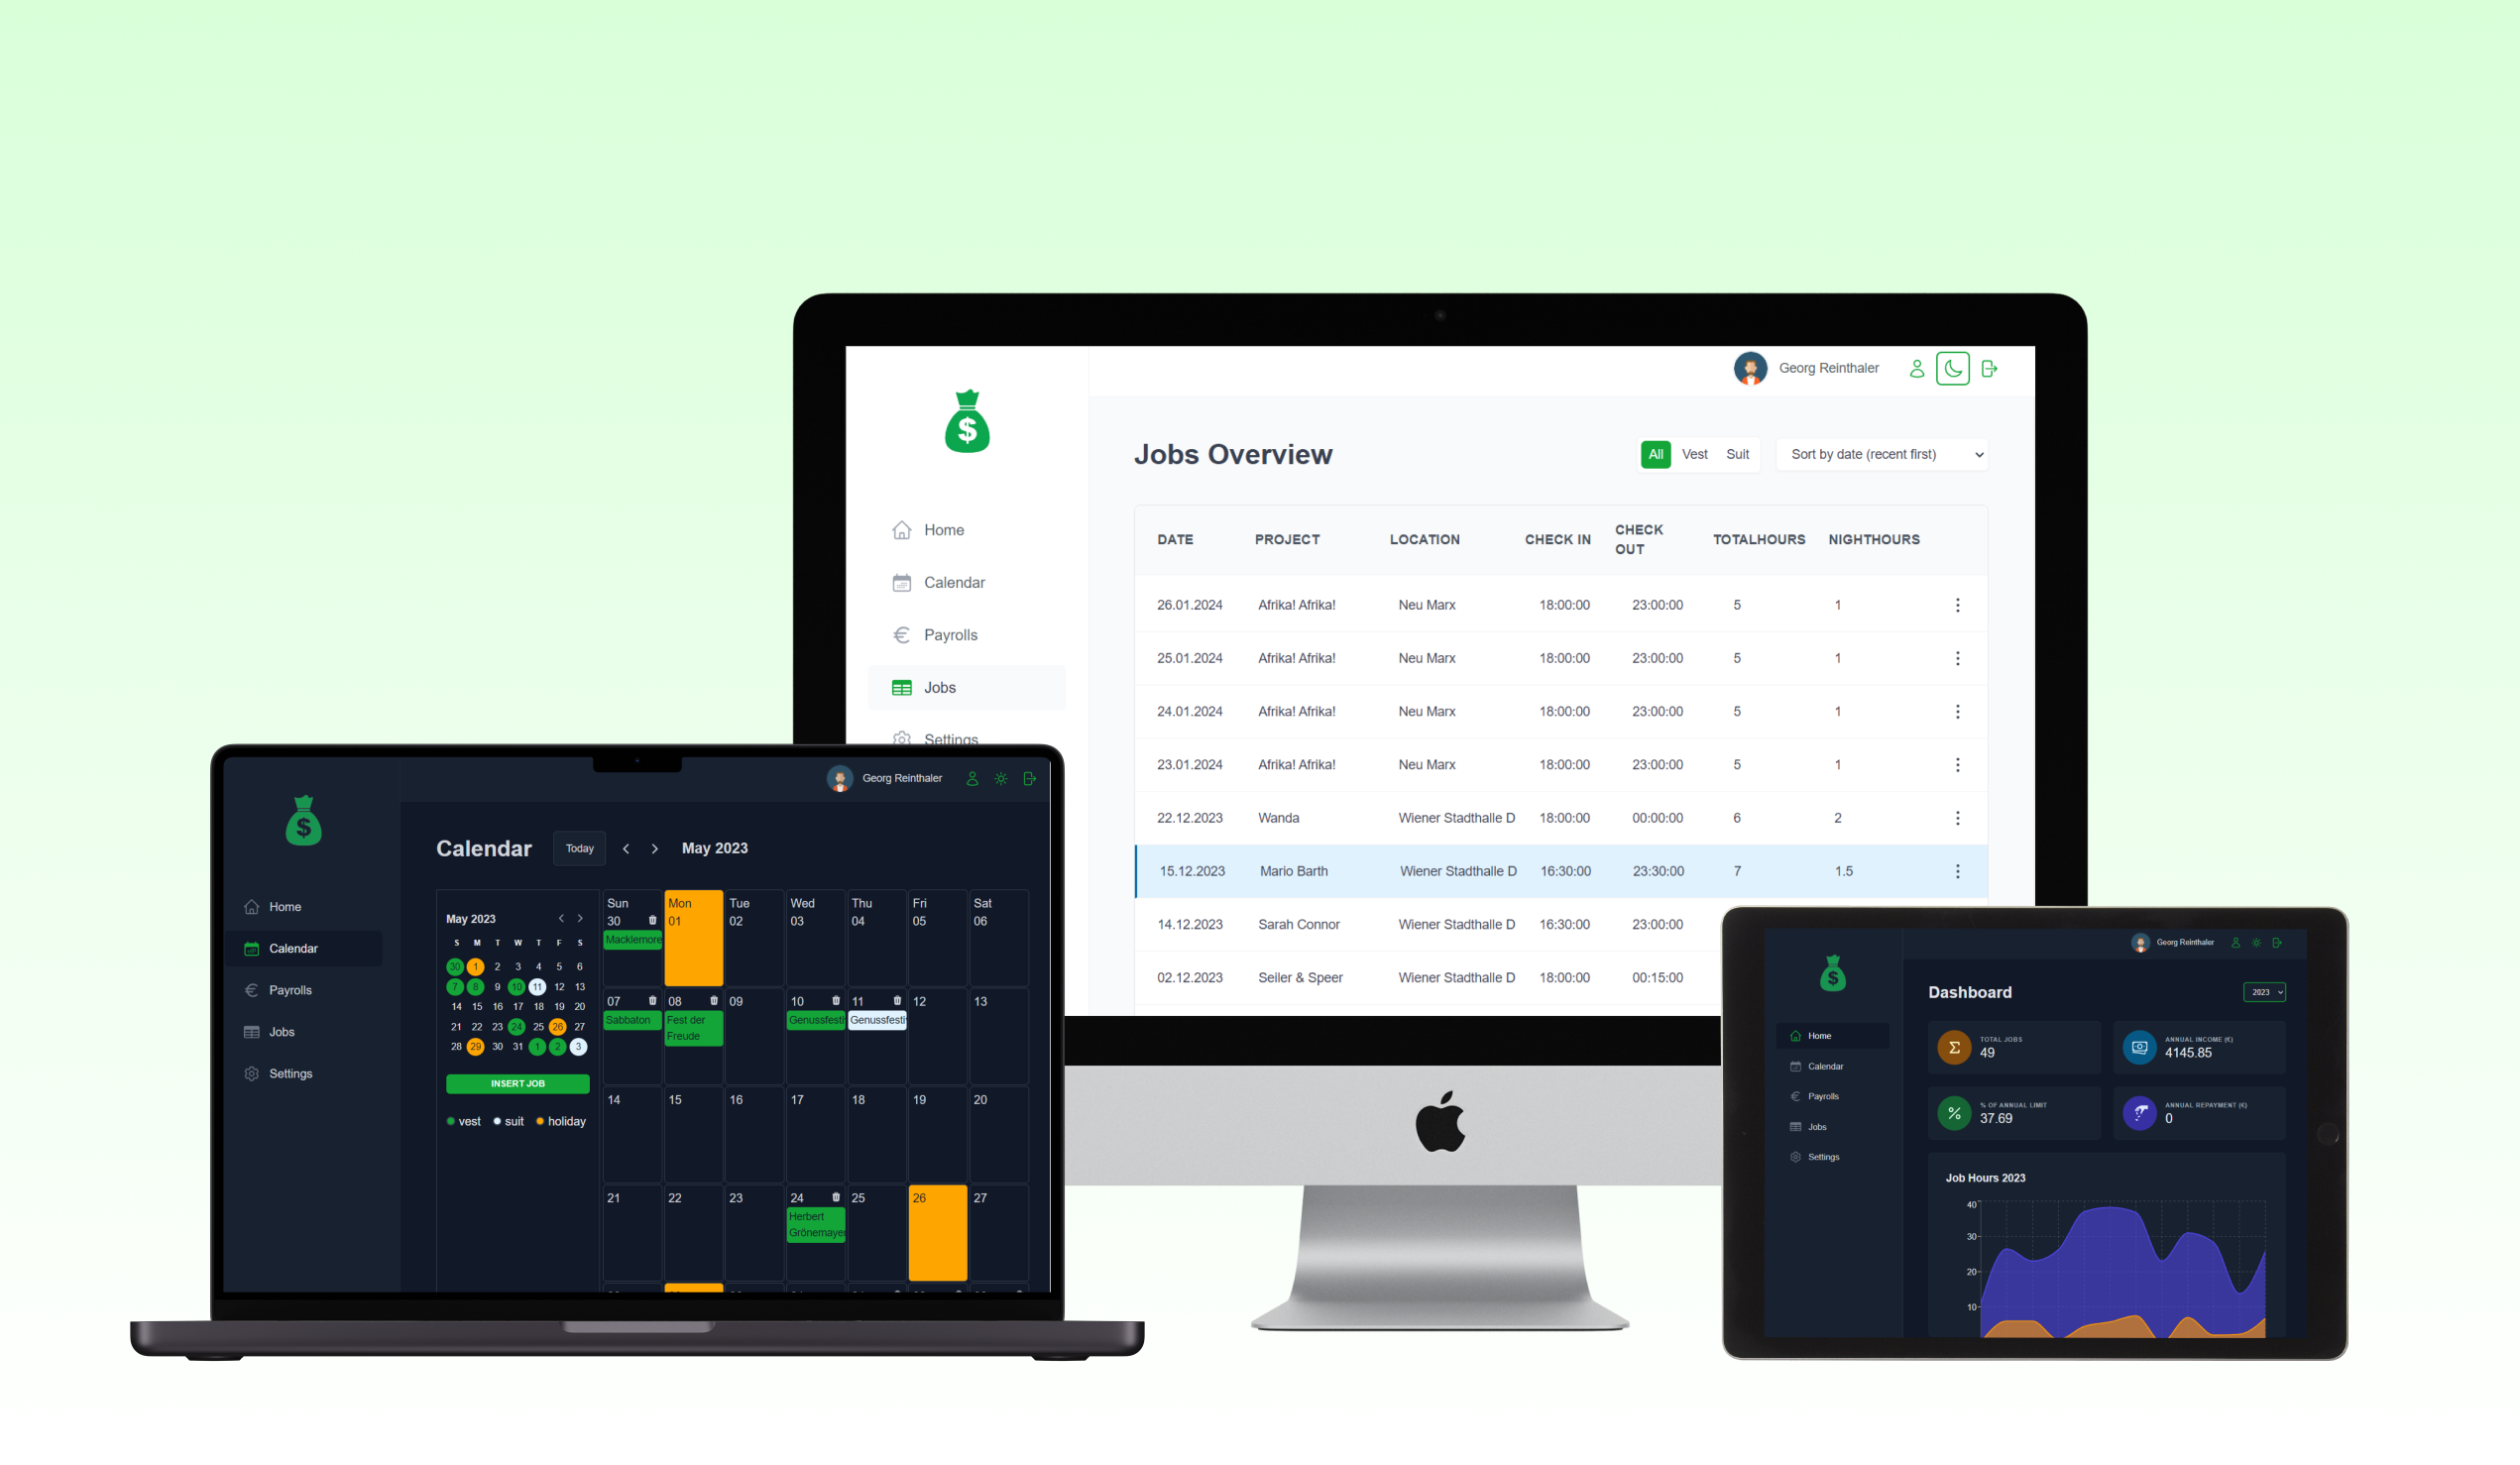 $
Georg Reinthaler
Jobs Overview
All Vest Suit Sort by date (recent first)
Home
Calendar
Payrolls
Jobs
Settings
DATE PROJECT LOCATION CHECK IN CHECK OUT TOTALHOURS NIGHTHOURS
26.01.2024 Afrika! Afrika! Neu Marx 18:00:00 23:00:00 5 1
25.01.2024 Afrika! Afrika! Neu Marx 18:00:00 23:00:00 5 1
24.01.2024 Afrika! Afrika! Neu Marx 18:00:00 23:00:00 5 1
23.01.2024 Afrika! Afrika! Neu Marx 18:00:00 23:00:00 5 1
22.12.2023 Wanda Wiener Stadthalle D 18:00:00 00:00:00 6 2
15.12.2023 Mario Barth Wiener Stadthalle D 16:30:00 23:30:00 7 1.5
14.12.2023 Sarah Connor Wiener Stadthalle D 16:30:00 23:00:00
02.12.2023 Seiler & Speer Wiener Stadthalle D 18:00:00 00:15:00
$
Georg Reinthaler
Home
Calendar
Payrolls
Jobs
Settings
Calendar Today < > May 2023
May 2023 < >
S M T W T F S
30 1 2 3 4 5 6
7 8 9 10 11 12 13
14 15 16 17 18 19 20
21 22 23 24 25 26 27
28 29 30 31 1 2 3
INSERT JOB
vest suit holiday
Sun Mon Tue Wed Thu Fri Sat
30 01 02 03 04 05 06
Macklemore
07 08 09 10 11 12 13
Sabbaton Fest der Genussfesti Genussfesti
Freude
14 15 16 17 18 19 20
21 22 23 24 25 26 27
Herbert
Grönemayer
$
Georg Reinthaler
Home
Calendar
Payrolls
Jobs
Settings
Dashboard 2023
Σ TOTAL JOBS
49
ANNUAL INCOME (€)
4145.85
% % OF ANNUAL LIMIT
37.69
ANNUAL REPAYMENT (€)
0
Job Hours 2023
40
30
20
10